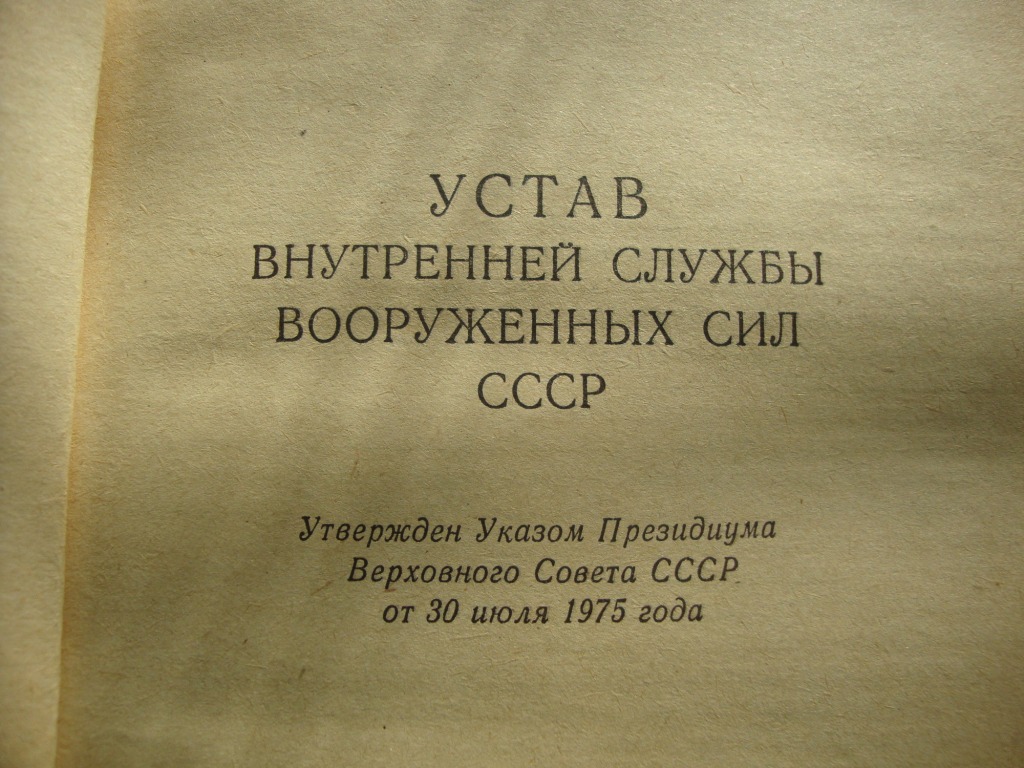 УСТАВ
ВНУТРЕННЕЙ СЛУЖБЫ
ВООРУЖЕННЫХ СИЛ
СССР
Утвержден Указом Президиума
Верховного Совета СССР
от 30 июля 1975 года